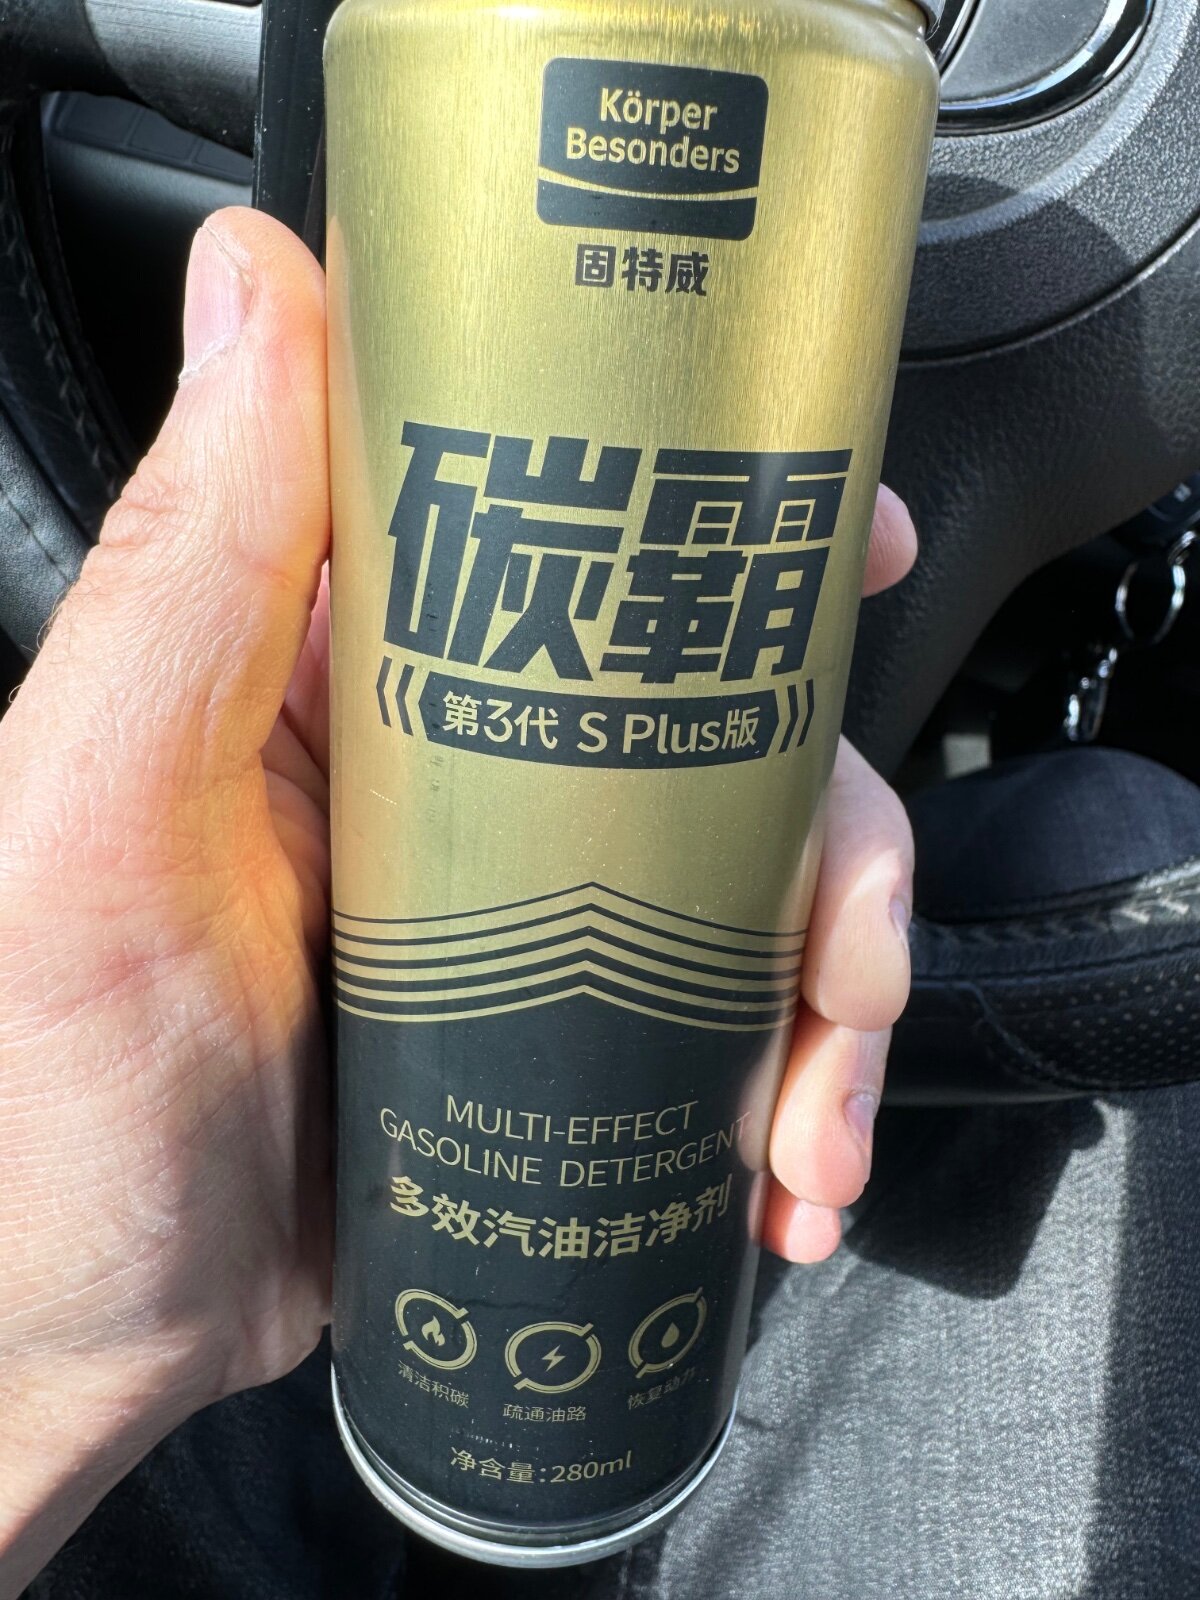 Körper
Besonders
固特威
碳霸
第3代 S Plus版
MULTI-EFFECT
GASOLINE DETERGENT
多效汽油洁净剂
清洁积碳
疏通油路
恢复动力
净含量:280ml